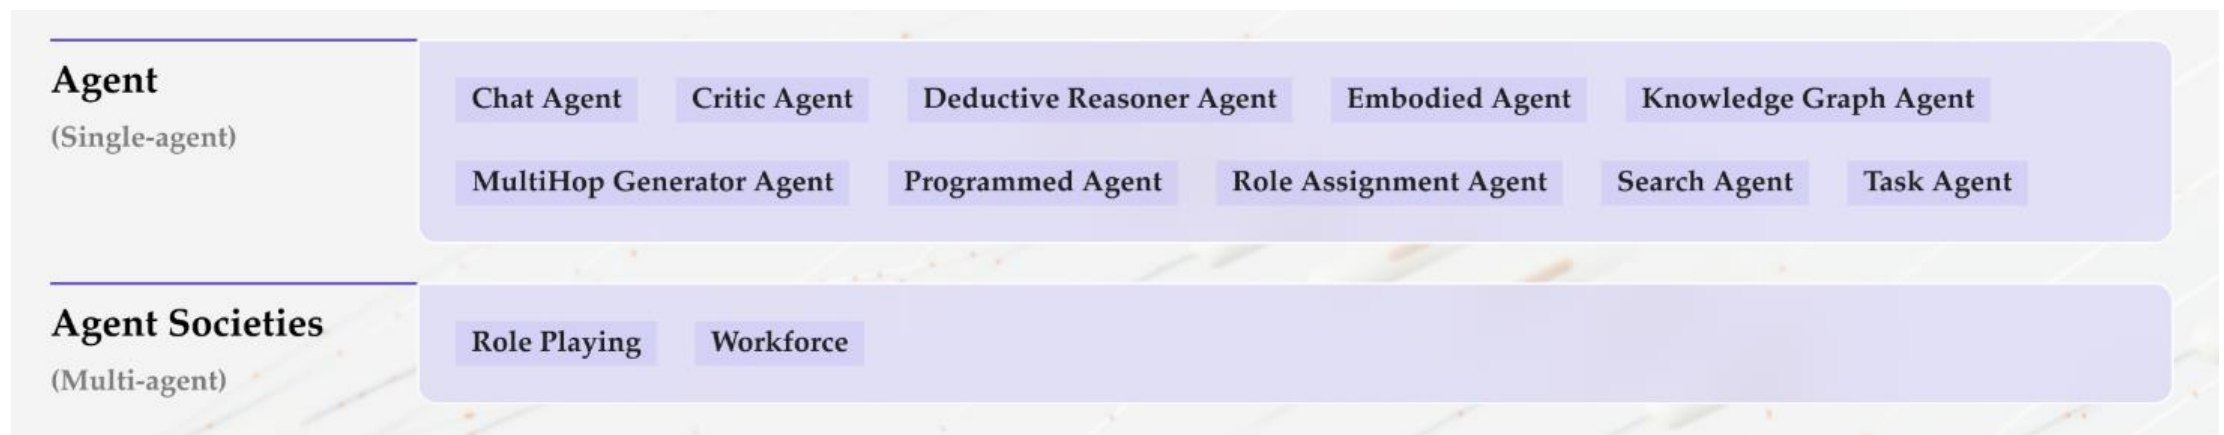 Agent
(Single-agent)
Chat Agent Critic Agent Deductive Reasoner Agent Embodied Agent Knowledge Graph Agent
MultiHop Generator Agent Programmed Agent Role Assignment Agent Search Agent Task Agent
Agent Societies
(Multi-agent)
Role Playing Workforce